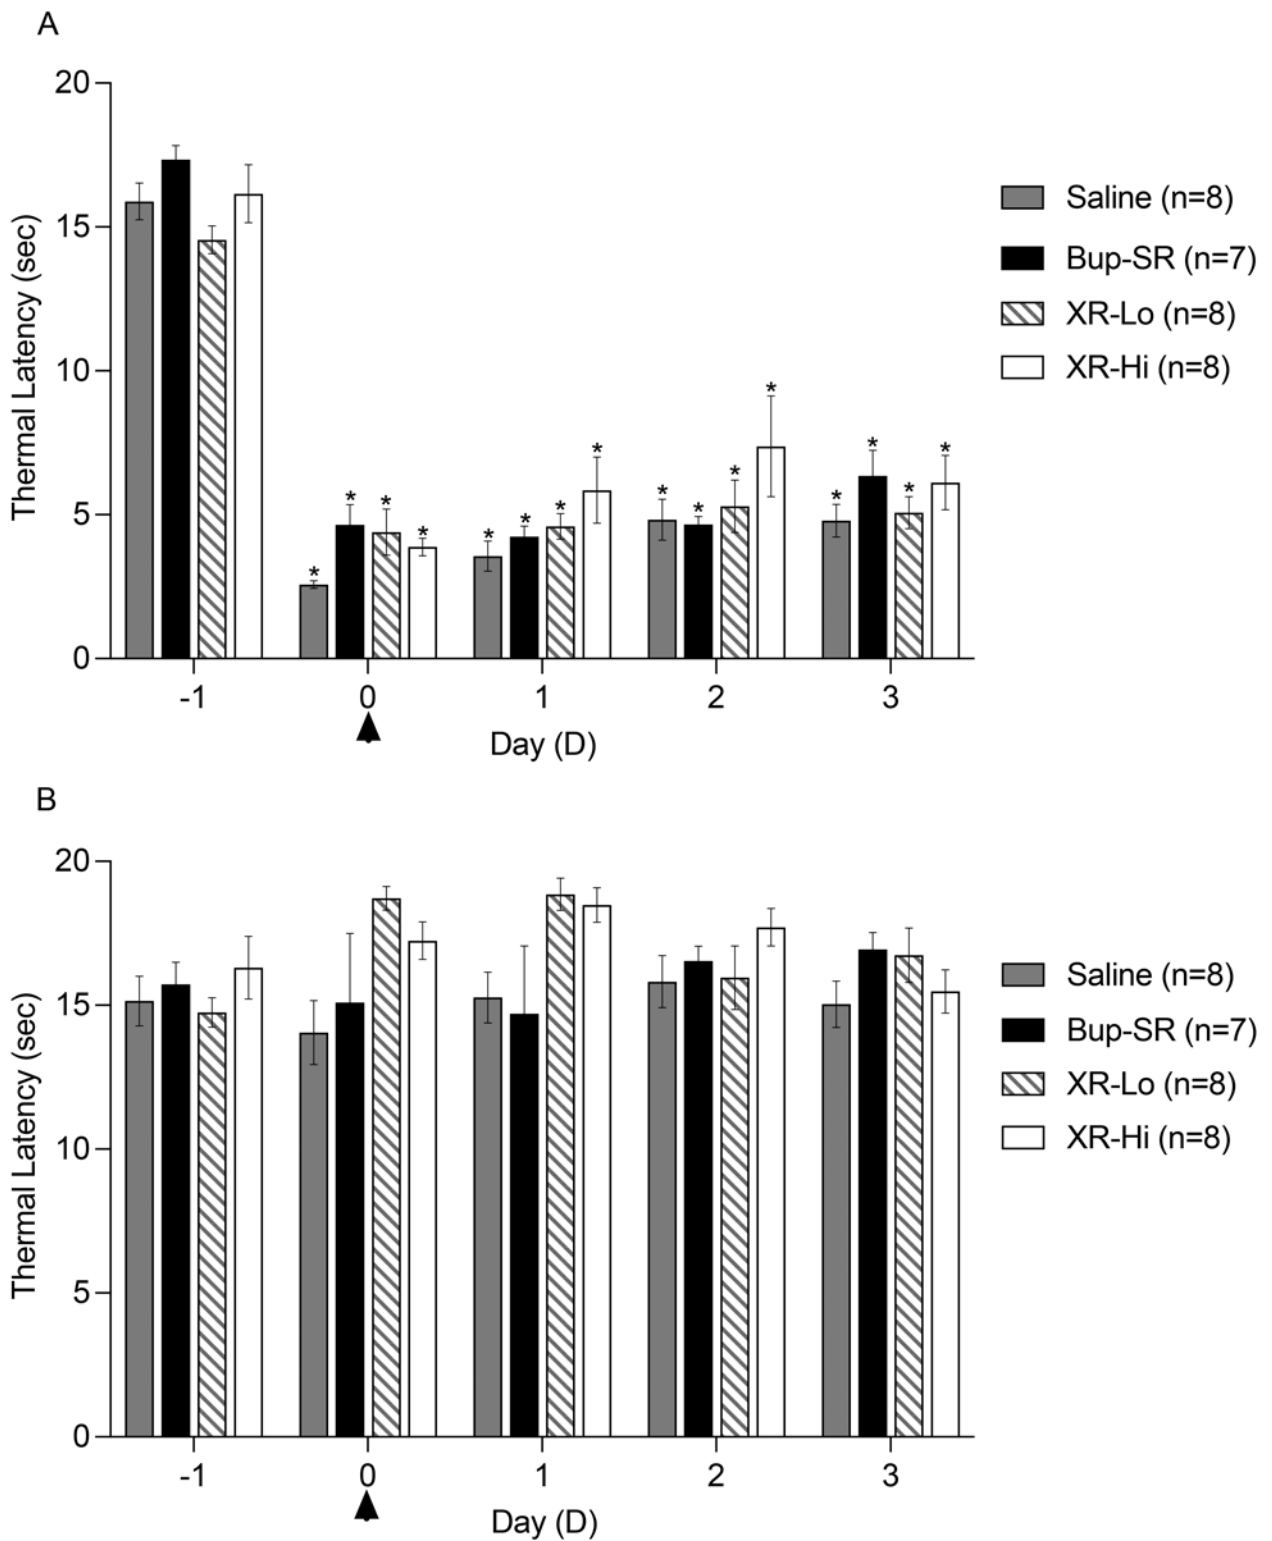 A
20
15
10
5
0
Thermal Latency (sec)
* * * *
* * * *
* * * *
* * * *
-1 0 1 2 3
Day (D)
Saline (n=8)
Bup-SR (n=7)
XR-Lo (n=8)
XR-Hi (n=8)
B
20
15
10
5
0
Thermal Latency (sec)
-1 0 1 2 3
Day (D)
Saline (n=8)
Bup-SR (n=7)
XR-Lo (n=8)
XR-Hi (n=8)